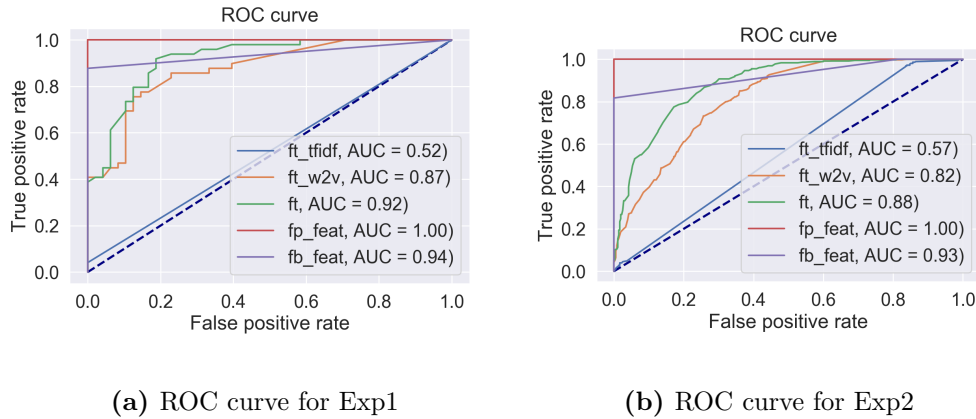 ROC curve
1.0
0.8
0.6
0.4
0.2
0.0
True positive rate
ft_tfidf, AUC = 0.52)
ft_w2v, AUC = 0.87)
ft, AUC = 0.92)
fp_feat, AUC = 1.00)
fb_feat, AUC = 0.94)
0.0 0.2 0.4 0.6 0.8 1.0
False positive rate
(a) ROC curve for Exp1
ROC curve
1.0
0.8
0.6
0.4
0.2
0.0
True positive rate
ft_tfidf, AUC = 0.57)
ft_w2v, AUC = 0.82)
ft, AUC = 0.88)
fp_feat, AUC = 1.00)
fb_feat, AUC = 0.93)
0.0 0.2 0.4 0.6 0.8 1.0
False positive rate
(b) ROC curve for Exp2